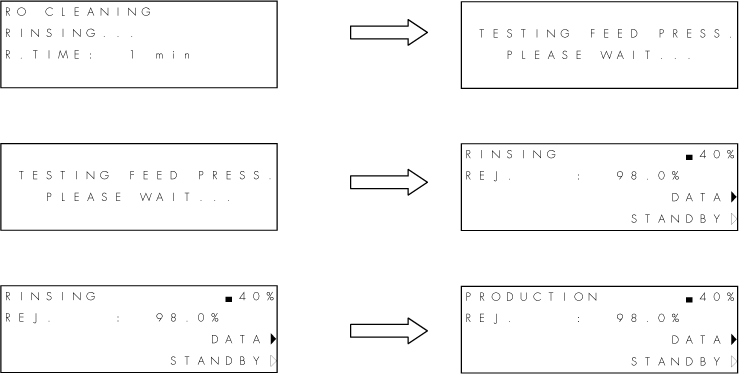 RO CLEANING
RINSING...
R.TIME: 1 min
TESTING FEED PRESS.
PLEASE WAIT...
TESTING FEED PRESS.
PLEASE WAIT...
RINSING 40%
REJ. : 98.0%
DATA
STANDBY
RINSING 40%
REJ. : 98.0%
DATA
STANDBY
PRODUCTION 40%
REJ. : 98.0%
DATA
STANDBY